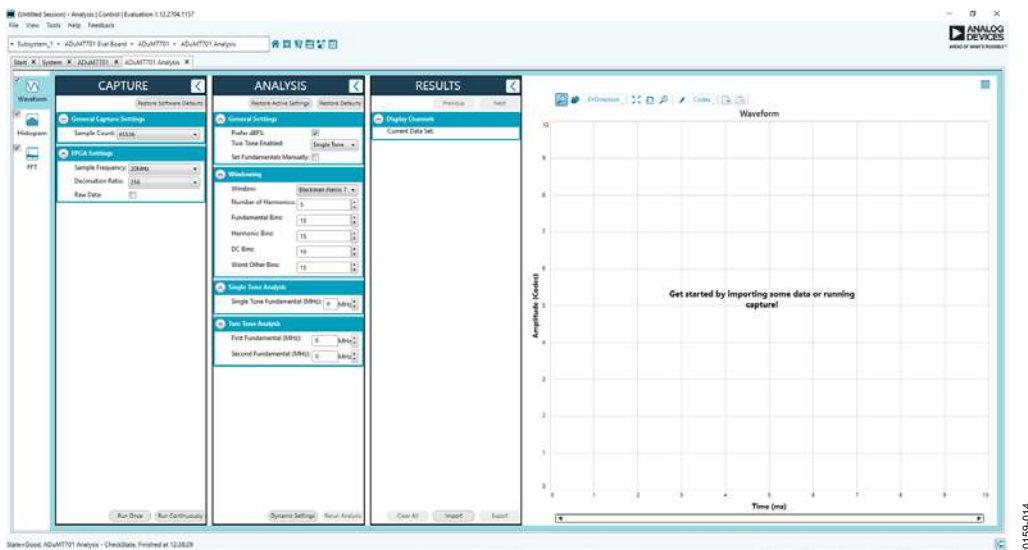 (Untitled Session) - Analysis | Control | Evaluation 1.12.2704.1157
File View Tools Help Feedback
Subsystem_1 ADuM7701 Eval Board ADuM7701 ADuM7701 Analysis
ANALOG DEVICES
AHEAD OF WHAT'S POSSIBLE™
Start System ADuM7701 ADuM7701 Analysis
Waveform
Histogram
FFT
CAPTURE
Restore Software Defaults
General Capture Settings
Sample Count: 65536
FPGA Settings
Sample Frequency: 20MHz
Decimation Ratio: 256
Raw Data:
Run Once Run Continuously
ANALYSIS
Restore Active Settings Restore Defaults
General Settings
Prefer dBFS:
Two Tone Enabled: Single Tone
Set Fundamentals Manually:
Windowing
Window: Blackman Harris 7
Number of Harmonics: 5
Fundamental Bins: 15
Harmonic Bins: 15
DC Bins: 10
Worst Other Bins: 15
Single Tone Analysis
Single Tone Fundamental (MHz): 0 MHz
Two Tone Analysis
First Fundamental (MHz): 0 MHz
Second Fundamental (MHz): 0 MHz
Dynamic Settings Rerun Analysis
RESULTS
Previous Next
Display Channels
Current Data Set:
Clear All Import Export
XYDirection Codes
Waveform
Amplitude (Codes)
Get started by importing some data or running
capture!
0 1 2 3 4 5 6 7 8 9 10
Time (ms)
State=Good, ADuM7701 Analysis - CheckState, Finished at 12:38:29